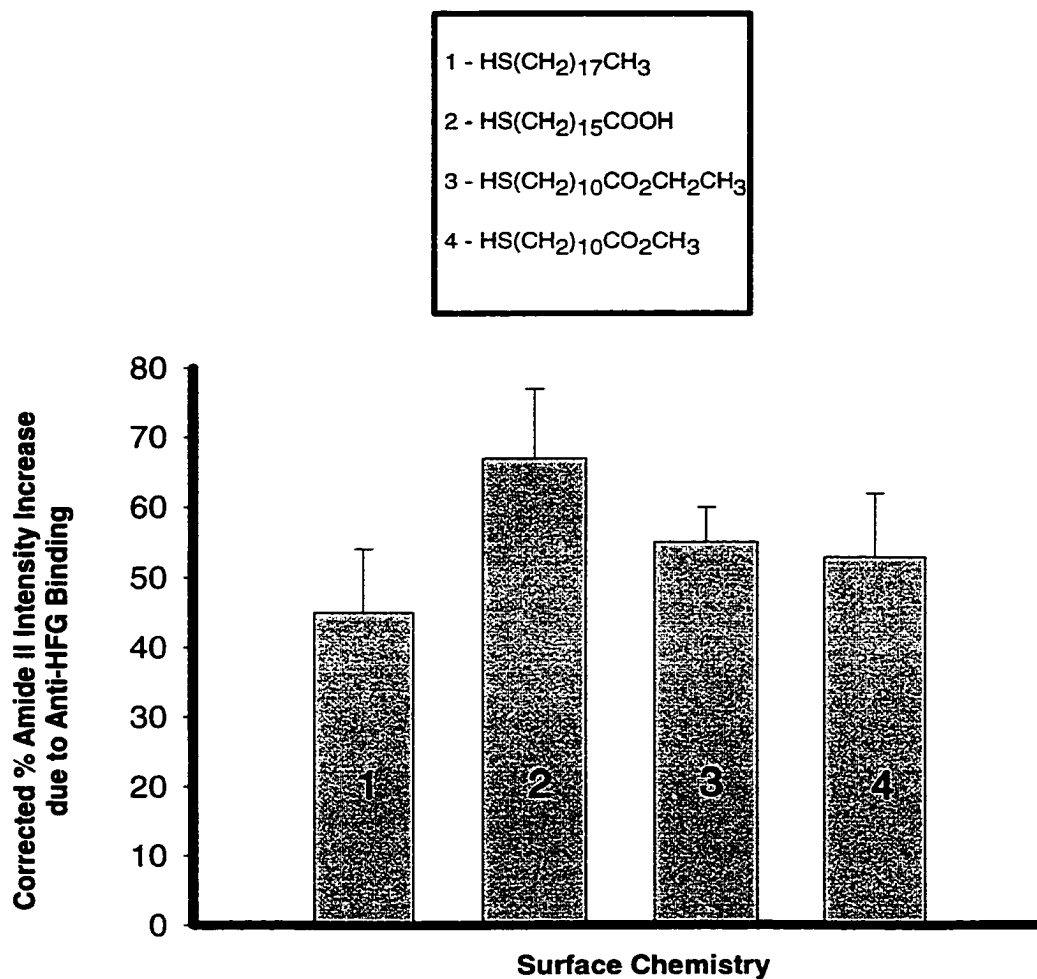 1 - HS(CH2)17CH3
2 - HS(CH2)15COOH
3 - HS(CH2)10CO2CH2CH3
4 - HS(CH2)10CO2CH3
Corrected % Amide II Intensity Increase
due to Anti-HFG Binding
80
70
60
50
40
30
20
10
0
1
2
3
4
Surface Chemistry